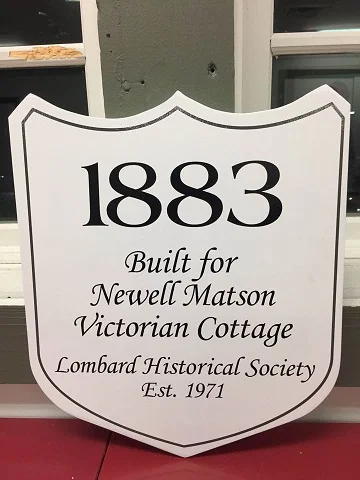 1883
Built for
Newell Matson
Victorian Cottage
Lombard Historical Society
Est. 1971